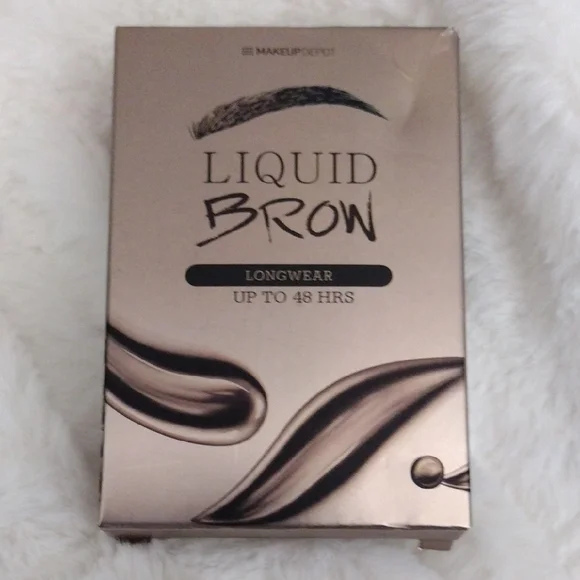 MAKEUPDEPOT
LIQUID
BROW
LONGWEAR
UP TO 48 HRS